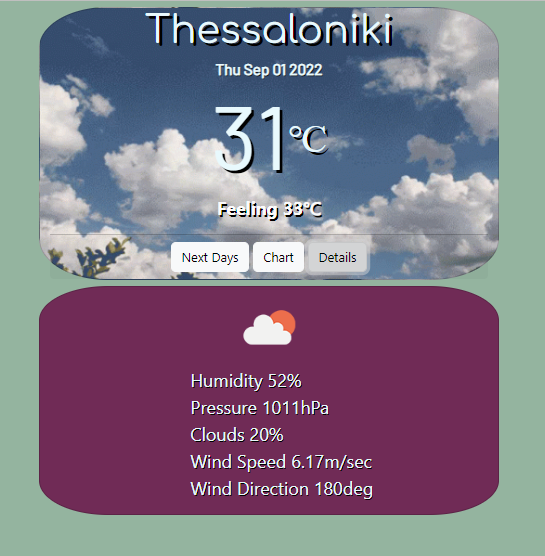 Thessaloniki
Thu Sep 01 2022
31°C
Feeling 33°C
Next Days Chart Details
Humidity 52%
Pressure 1011hPa
Clouds 20%
Wind Speed 6.17m/sec
Wind Direction 180deg